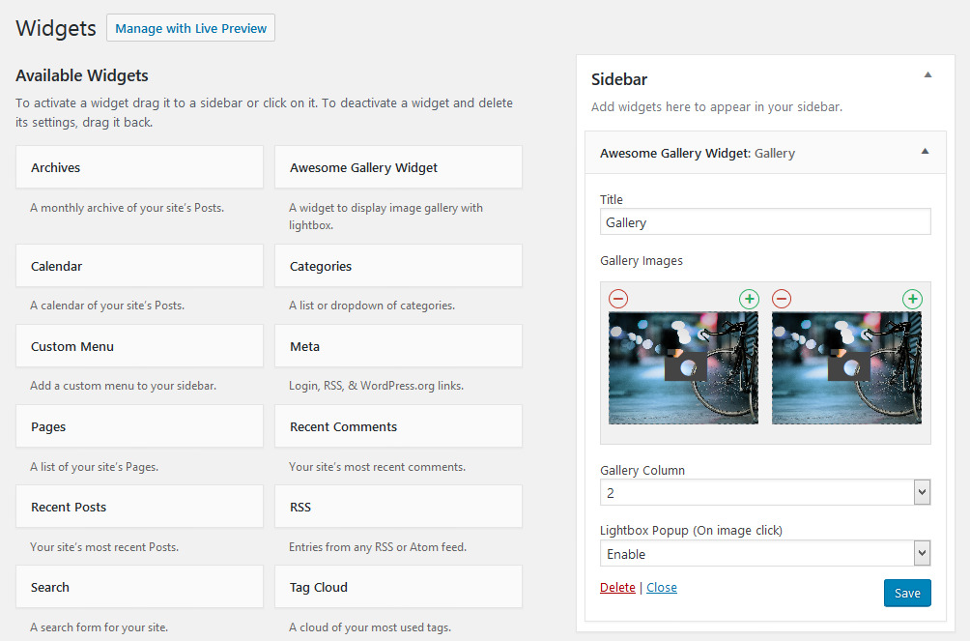 Widgets
Manage with Live Preview
Available Widgets
To activate a widget drag it to a sidebar or click on it. To deactivate a widget and delete
its settings, drag it back.
Archives
A monthly archive of your site's Posts.
Awesome Gallery Widget
A widget to display image gallery with
lightbox.
Calendar
A calendar of your site's Posts.
Categories
A list or dropdown of categories.
Custom Menu
Add a custom menu to your sidebar.
Meta
Login, RSS, & WordPress.org links.
Pages
A list of your site's Pages.
Recent Comments
Your site's most recent comments.
Recent Posts
Your site's most recent Posts.
RSS
Entries from any RSS or Atom feed.
Search
A search form for your site.
Tag Cloud
A cloud of your most used tags.
Sidebar
Add widgets here to appear in your sidebar.
Awesome Gallery Widget: Gallery
Title
Gallery
Gallery Images
Gallery Column
2
Lightbox Popup (On image click)
Enable
Delete | Close
Save